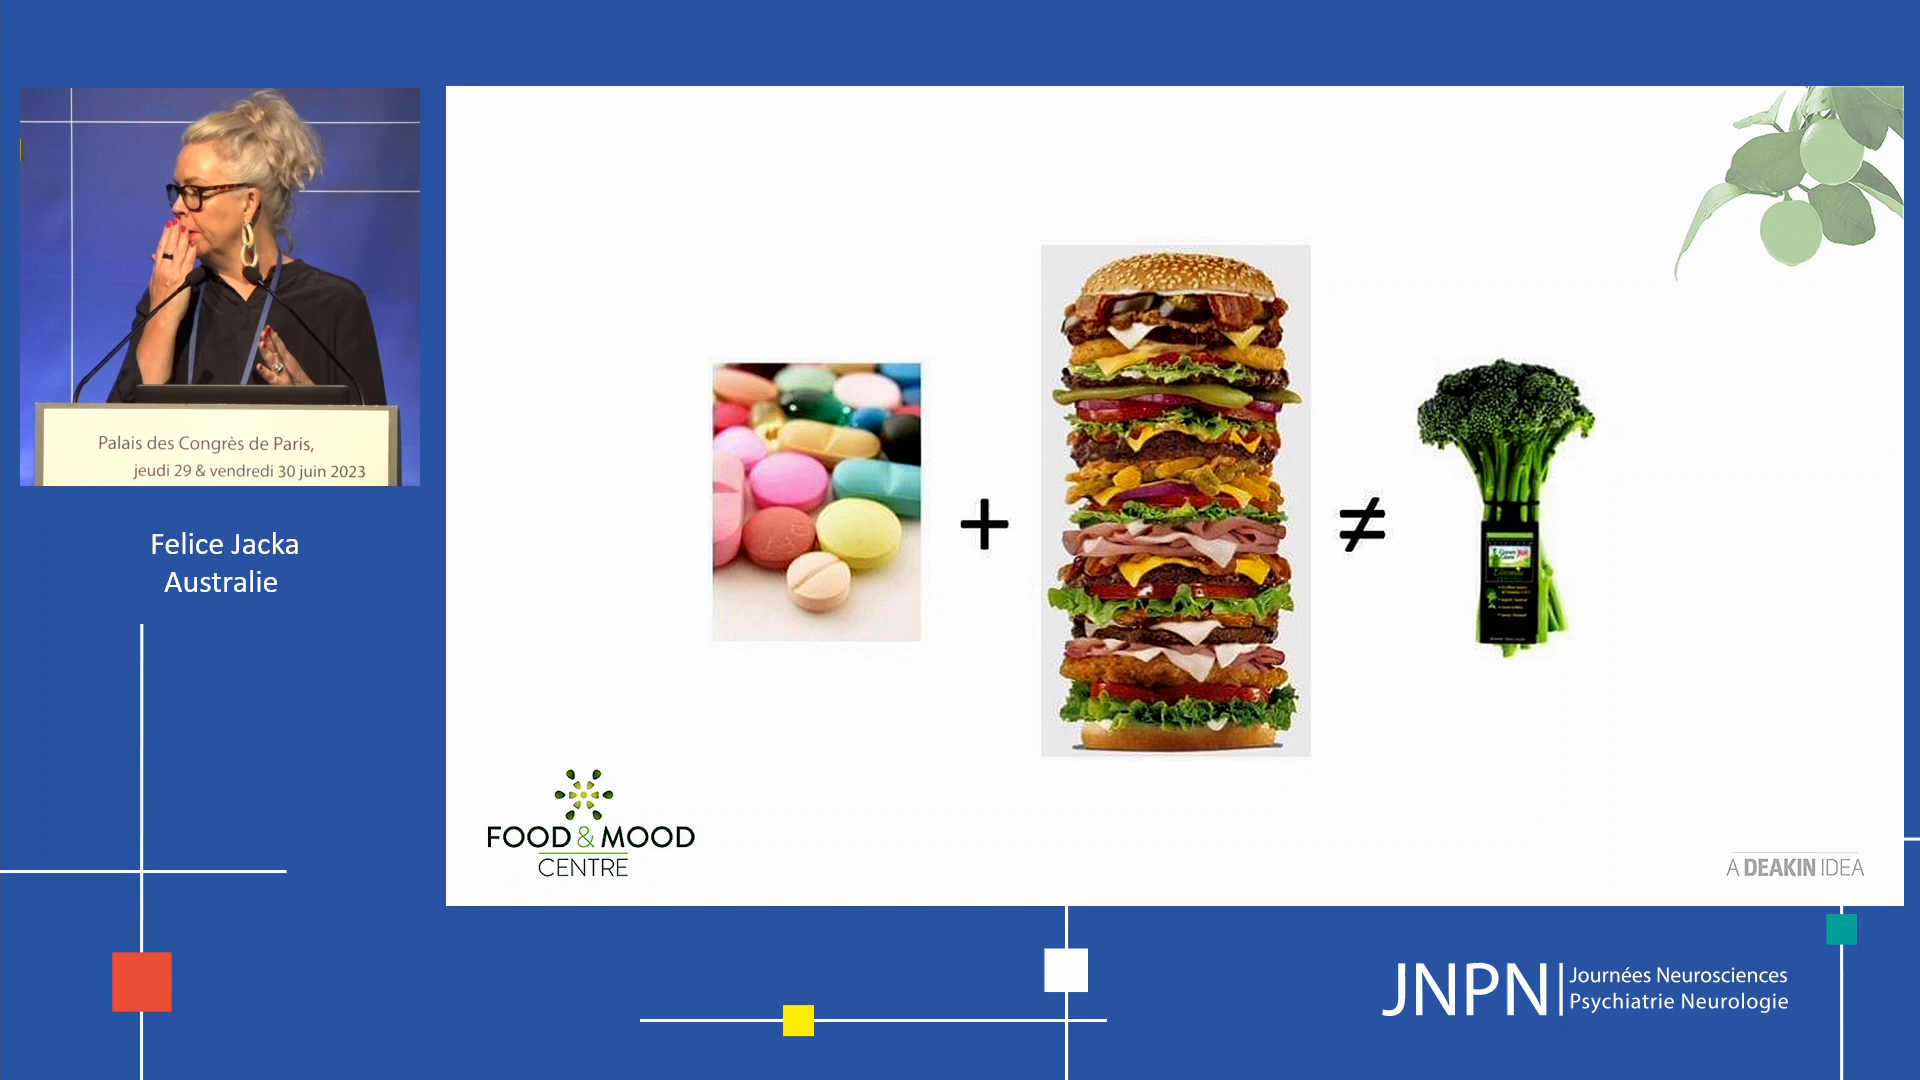 Palais des Congrès de Paris,
jeudi 29 & vendredi 30 juin 2023
Felice Jacka
Australie
+
≠
FOOD & MOOD
CENTRE
A DEAKIN IDEA
JNPN
Journées Neurosciences
Psychiatrie Neurologie